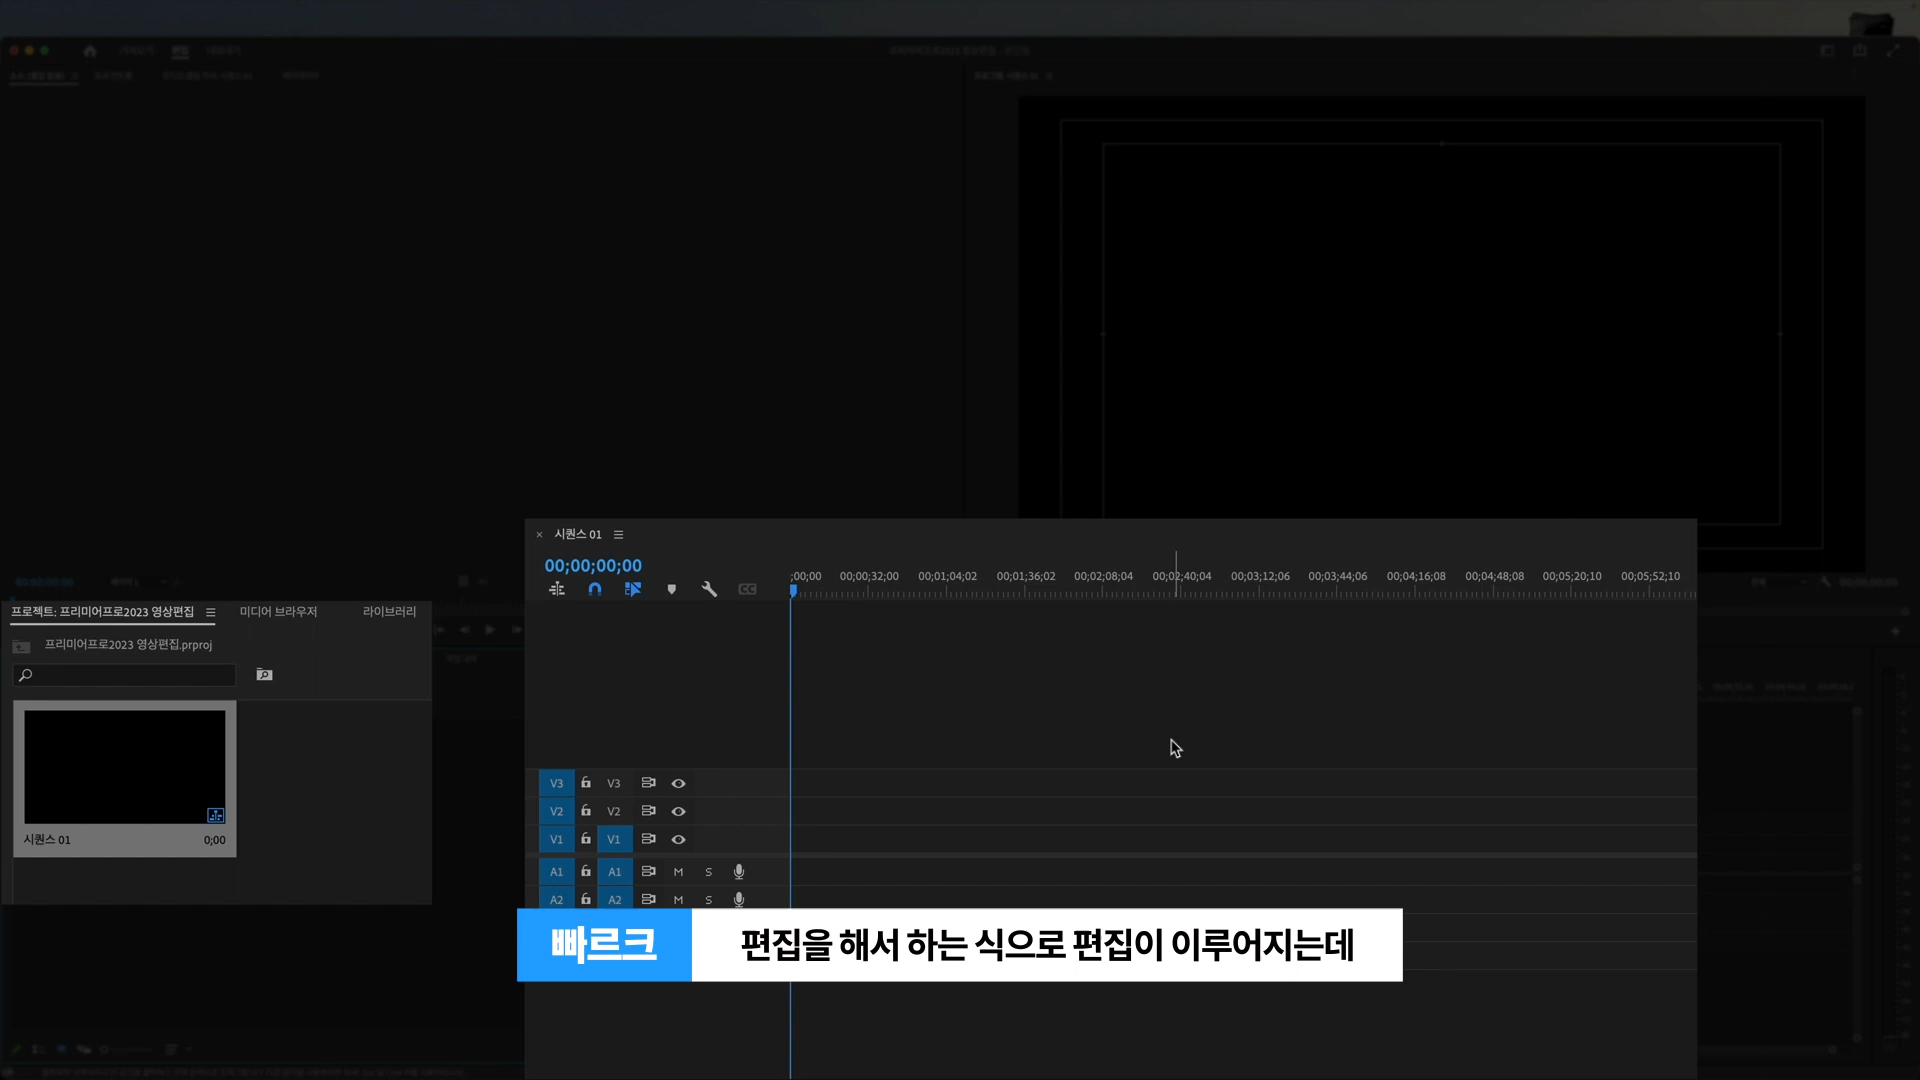 시퀀스 01
00;00;00;00
;00;00 00;00;32;00 00;01;04;02 00;01;36;02 00;02;08;04 00;02;40;04 00;03;12;06 00;03;44;06 00;04;16;08 00;04;48;08 00;05;20;10 00;05;52;10
프로젝트: 프리미어프로2023 영상편집 미디어 브라우저 라이브러리
프리미어프로2023 영상편집.prproj
시퀀스 01 0;00
V3 V3
V2 V2
V1 V1
A1 A1 M S
A2 A2 M S
빠르크 편집을 해서 하는 식으로 편집이 이루어지는데